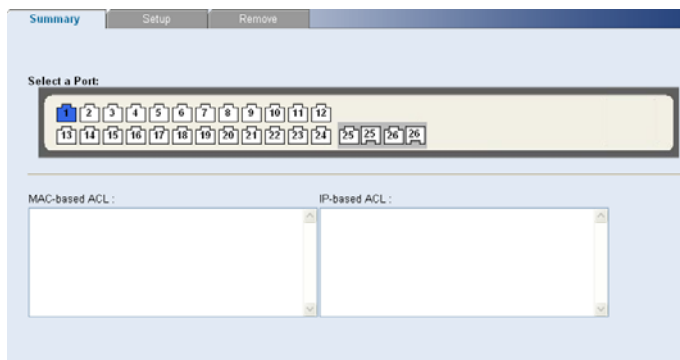 Summary Setup Remove
Select a Port:
1 2 3 4 5 6 7 8 9 10 11 12
13 14 15 16 17 18 19 20 21 22 23 24 25 25 26 26
MAC-based ACL : IP-based ACL :